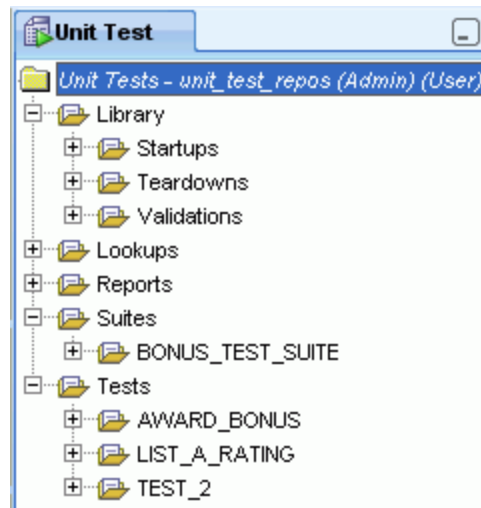 Unit Test
Unit Tests - unit_test_repos (Admin) (User)
Library
Startups
Teardowns
Validations
Lookups
Reports
Suites
BONUS_TEST_SUITE
Tests
AWARD_BONUS
LIST_A_RATING
TEST_2